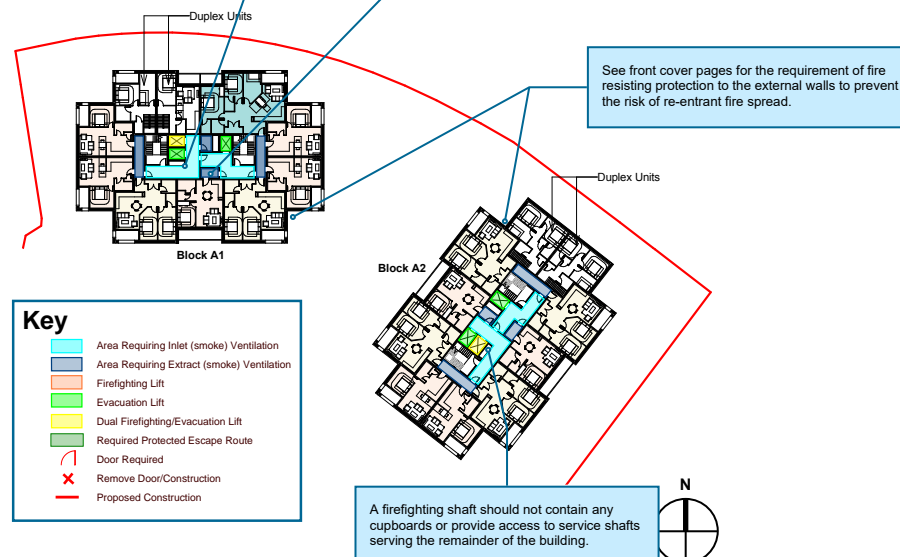 Duplex Units
See front cover pages for the requirement of fire
resisting protection to the external walls to prevent
the risk of re-entrant fire spread.
Duplex Units
Block A1
Block A2
Key
Area Requiring Inlet (smoke) Ventilation
Area Requiring Extract (smoke) Ventilation
Firefighting Lift
Evacuation Lift
Dual Firefighting/Evacuation Lift
Required Protected Escape Route
Door Required
Remove Door/Construction
Proposed Construction
A firefighting shaft should not contain any
cupboards or provide access to service shafts
serving the remainder of the building.
N